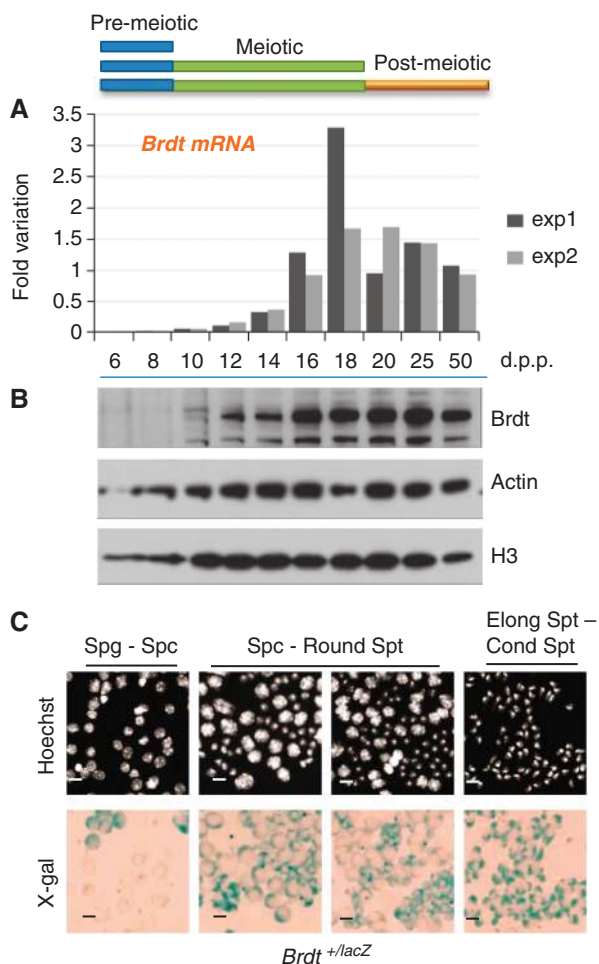 Pre-meiotic
Meiotic
Post-meiotic
A
3.5
3
2.5
2
1.5
1
0.5
0
Fold variation
Brdt mRNA
exp1
exp2
6 8 10 12 14 16 18 20 25 50 d.p.p.
B
Brdt
Actin
H3
C
Spg - Spc
Spc - Round Spt
Elong Spt –
Cond Spt
Hoechst
X-gal
Brdt +/lacZ